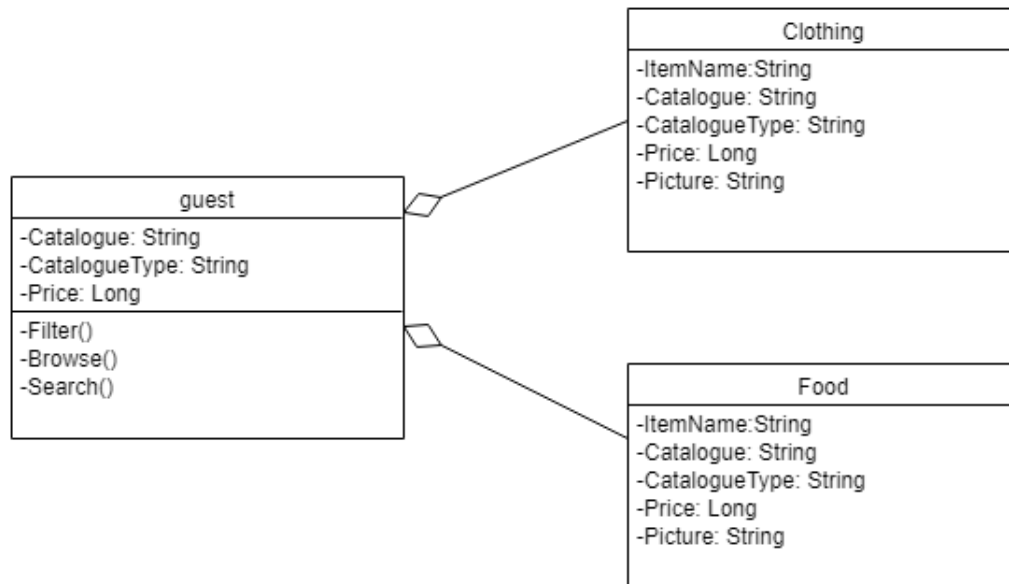 Clothing
-ItemName:String
-Catalogue: String
-CatalogueType: String
-Price: Long
-Picture: String
guest
-Catalogue: String
-CatalogueType: String
-Price: Long
-Filter()
-Browse()
-Search()
Food
-ItemName:String
-Catalogue: String
-CatalogueType: String
-Price: Long
-Picture: String